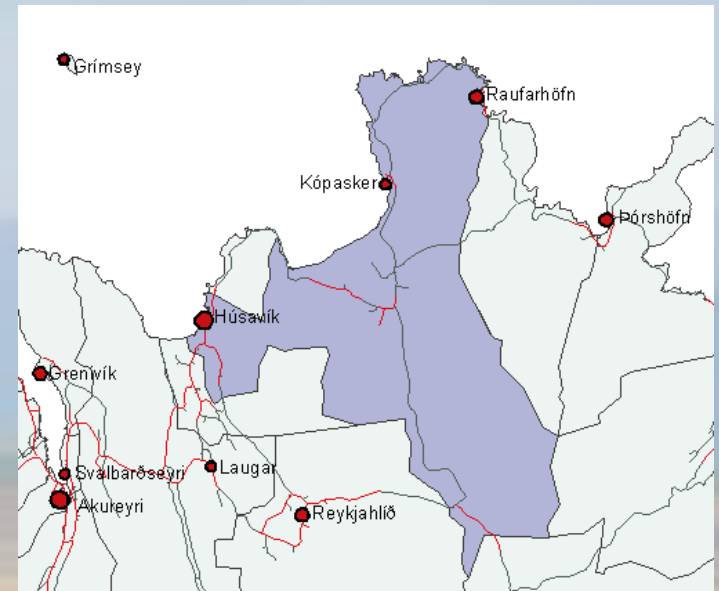 Grímsey
Raufarhöfn
Kópasker
Þórshöfn
Húsavík
Grenivík
Laugar
Svalbarðseyri
Akureyri
Reykjahlíð